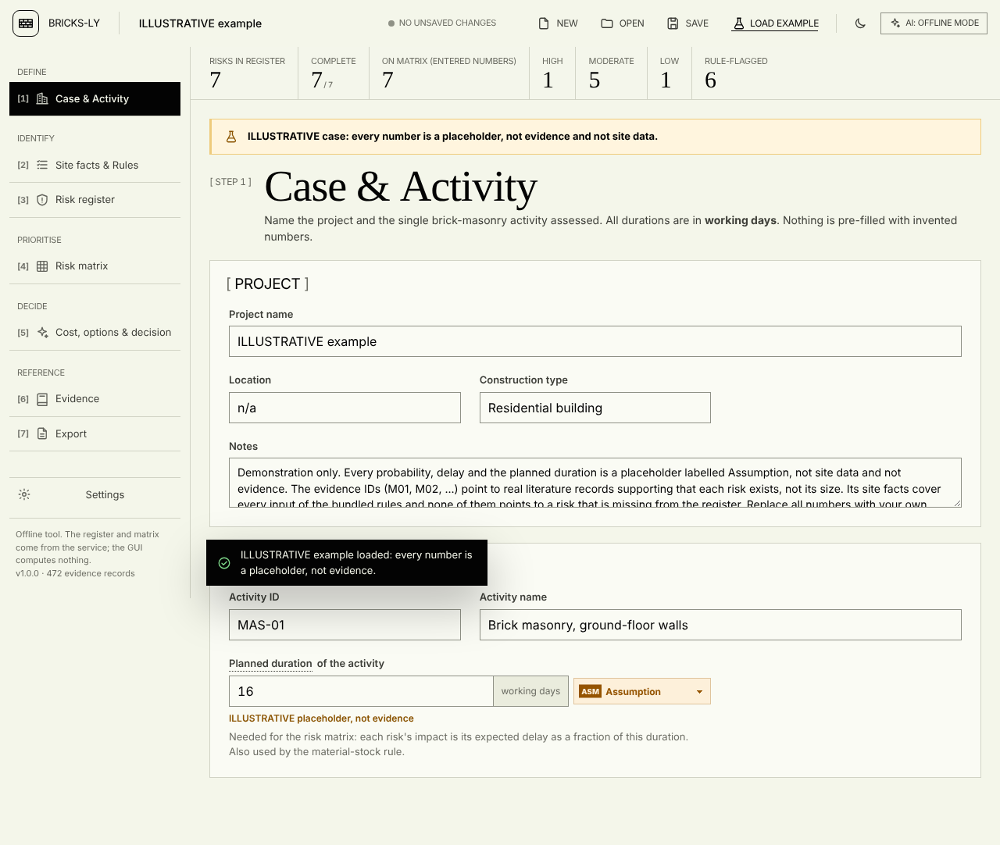 BRICKS-LY
ILLUSTRATIVE example
NO UNSAVED CHANGES
NEW
OPEN
SAVE
LOAD EXAMPLE
AI: OFFLINE MODE
DEFINE
[1] Case & Activity
IDENTIFY
[2] Site facts & Rules
[3] Risk register
PRIORITISE
[4] Risk matrix
DECIDE
[5] Cost, options & decision
REFERENCE
[6] Evidence
[7] Export
Settings
Offline tool. The register and matrix
come from the service; the GUI
computes nothing.
v1.0.0 · 472 evidence records
RISKS IN REGISTER
7
COMPLETE
7 / 7
ON MATRIX (ENTERED NUMBERS)
7
HIGH
1
MODERATE
5
LOW
1
RULE-FLAGGED
6
ILLUSTRATIVE case: every number is a placeholder, not evidence and not site data.
[ STEP 1 ]
Case & Activity
Name the project and the single brick-masonry activity assessed. All durations are in working days. Nothing is pre-filled with invented
numbers.
[ PROJECT ]
Project name
ILLUSTRATIVE example
Location
n/a
Construction type
Residential building
Notes
Demonstration only. Every probability, delay and the planned duration is a placeholder labelled Assumption, not site data and not
evidence. The evidence IDs (M01, M02, ...) point to real literature records supporting that each risk exists, not its size. Its site facts cover
every input of the bundled rules and none of them points to a risk that is missing from the register. Replace all numbers with your own
ILLUSTRATIVE example loaded: every number is
a placeholder, not evidence.
Activity ID
MAS-01
Activity name
Brick masonry, ground-floor walls
Planned duration of the activity
16
working days
ASM Assumption
ILLUSTRATIVE placeholder, not evidence
Needed for the risk matrix: each risk's impact is its expected delay as a fraction of this duration.
Also used by the material-stock rule.